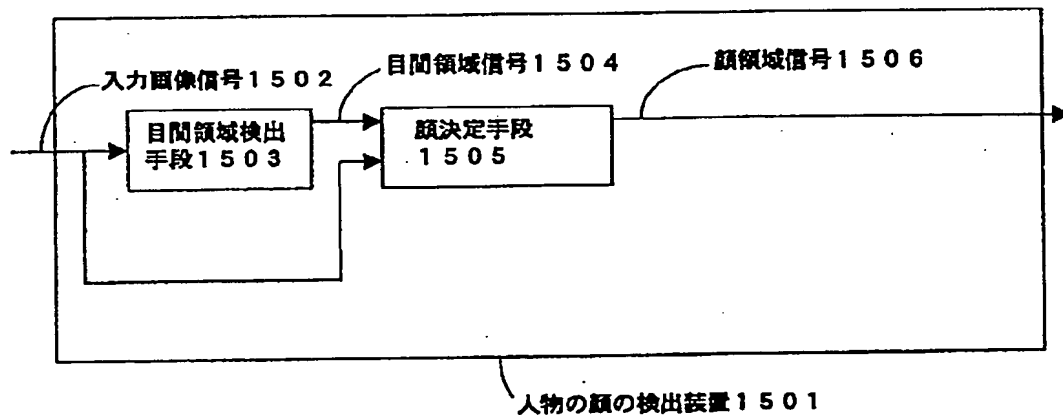 入力画像信号１５０２
目間領域信号１５０４
顔領域信号１５０６
目間領域検出
手段１５０３
顔決定手段
１５０５
人物の顔の検出装置１５０１